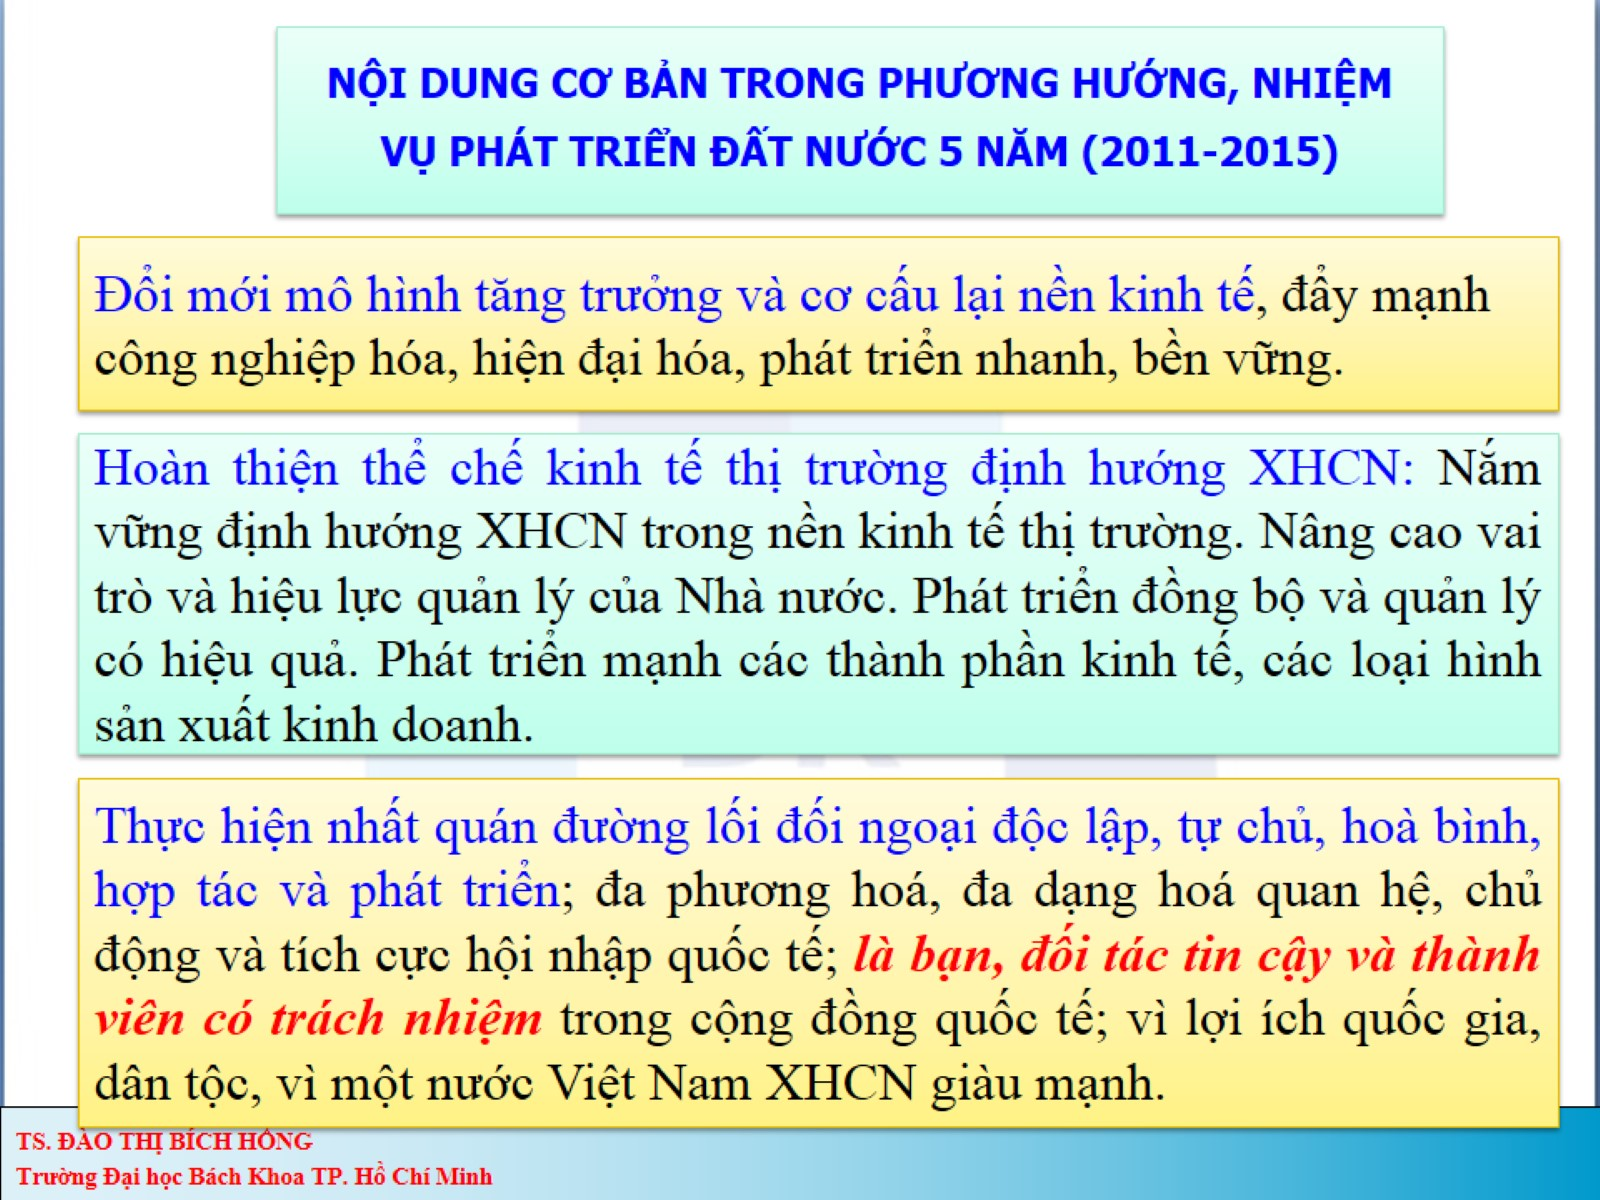 NỘI DUNG CƠ BẢN TRONG PHƯƠNG HƯỚNG, NHIỆM
VỤ PHÁT TRIỂN ĐẤT NƯỚC 5 NĂM (2011-2015)
Đổi mới mô hình tăng trưởng và cơ cấu lại nền kinh tế, đẩy mạnh
công nghiệp hóa, hiện đại hóa, phát triển nhanh, bền vững.
Hoàn thiện thể chế kinh tế thị trường định hướng XHCN: Nắm
vững định hướng XHCN trong nền kinh tế thị trường. Nâng cao vai
trò và hiệu lực quản lý của Nhà nước. Phát triển đồng bộ và quản lý
có hiệu quả. Phát triển mạnh các thành phần kinh tế, các loại hình
sản xuất kinh doanh.
Thực hiện nhất quán đường lối đối ngoại độc lập, tự chủ, hoà bình,
hợp tác và phát triển; đa phương hoá, đa dạng hoá quan hệ, chủ
động và tích cực hội nhập quốc tế; là bạn, đối tác tin cậy và thành
viên có trách nhiệm trong cộng đồng quốc tế; vì lợi ích quốc gia,
dân tộc, vì một nước Việt Nam XHCN giàu mạnh.
TS. ĐÀO THỊ BÍCH HỒNG
Trường Đại học Bách Khoa TP. Hồ Chí Minh